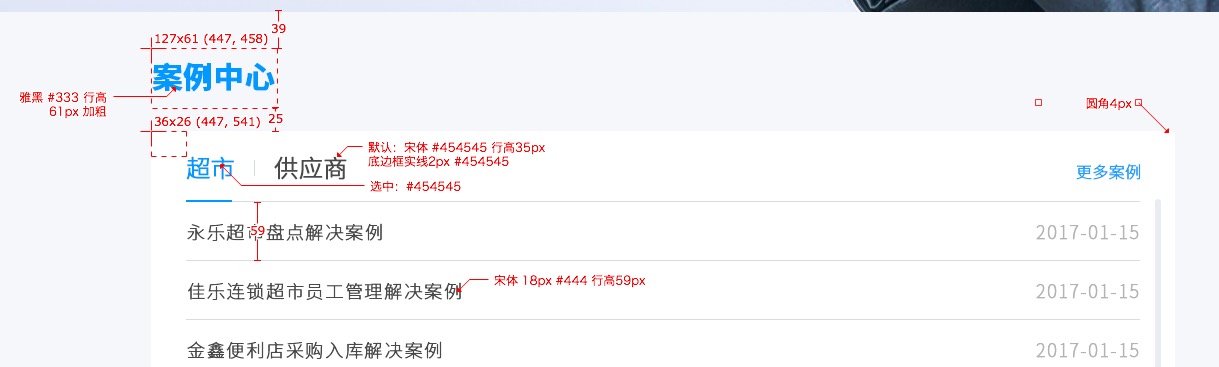 39
127x61 (447, 458)
案例中心
雅黑 #333 行高
61px 加粗
25
36x26 (447, 541)
圆角4px
默认: 宋体 #454545 行高35px
底边框实线2px #454545
超市
供应商
选中: #454545
更多案例
59
永乐超市盘点解决案例
2017-01-15
宋体 18px #444 行高59px
佳乐连锁超市员工管理解决案例
2017-01-15
金鑫便利店采购入库解决案例
2017-01-15